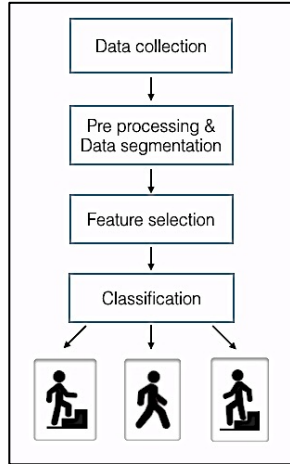 Data collection
Pre processing &
Data segmentation
Feature selection
Classification